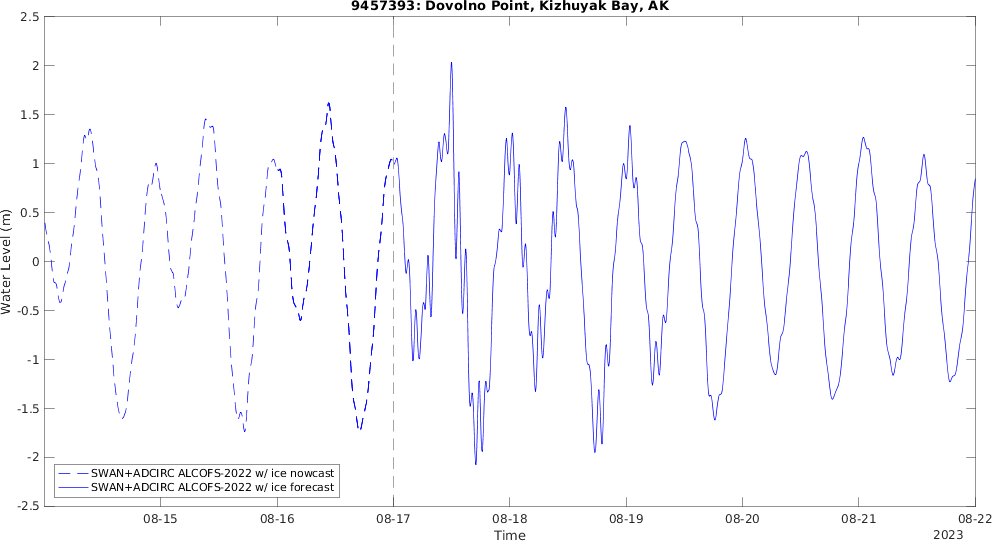 9457393: Dovolno Point, Kizhuyak Bay, AK
2.5
2
1.5
1
0.5
0
-0.5
-1
-1.5
-2
-2.5
Water Level (m)
SWAN+ADCIRC ALCOFS-2022 w/ ice nowcast
SWAN+ADCIRC ALCOFS-2022 w/ ice forecast
08-15 08-16 08-17 08-18 08-19 08-20 08-21 08-22
Time
2023